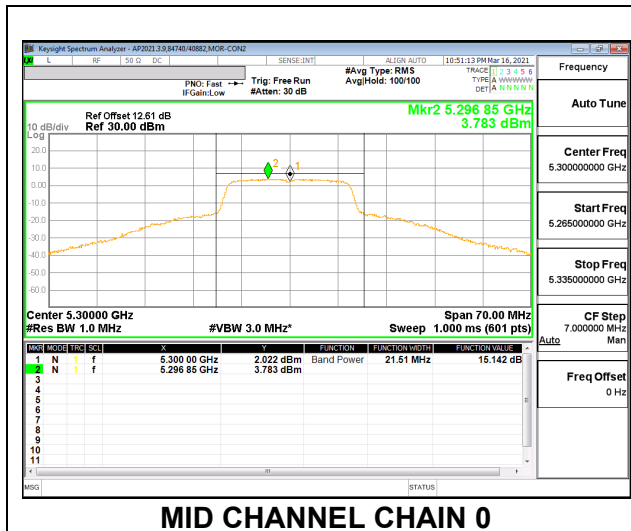 Keysight Spectrum Analyzer - AP2021.3.9,84740/40882,MOR-CON2
L RF 50 Ω DC SENSE:INT ALIGN AUTO 10:51:13 PM Mar 16, 2021
PNO: Fast
IFGain:Low
Trig: Free Run
#Atten: 30 dB
#Avg Type: RMS
Avg|Hold: 100/100
TRACE 1 2 3 4 5 6
TYPE A WWWWW
DET A N N N N N
Ref Offset 12.61 dB
10 dB/div Ref 30.00 dBm
Log
Mkr2 5.296 85 GHz
3.783 dBm
20.0
10.0
0.00
-10.0
-20.0
-30.0
-40.0
-50.0
-60.0
2
1
Center 5.30000 GHz Span 70.00 MHz
#Res BW 1.0 MHz #VBW 3.0 MHz* Sweep 1.000 ms (601 pts)
MKR MODE TRC SCL X Y FUNCTION FUNCTION WIDTH FUNCTION VALUE
1 N 1 f 5.300 00 GHz 2.022 dBm Band Power 21.51 MHz 15.142 dB
2 N 1 f 5.296 85 GHz 3.783 dBm
3
4
5
6
7
8
9
10
11
MSG STATUS
Frequency
Auto Tune
Center Freq
5.300000000 GHz
Start Freq
5.265000000 GHz
Stop Freq
5.335000000 GHz
CF Step
7.000000 MHz
Auto Man
Freq Offset
0 Hz
MID CHANNEL CHAIN 0